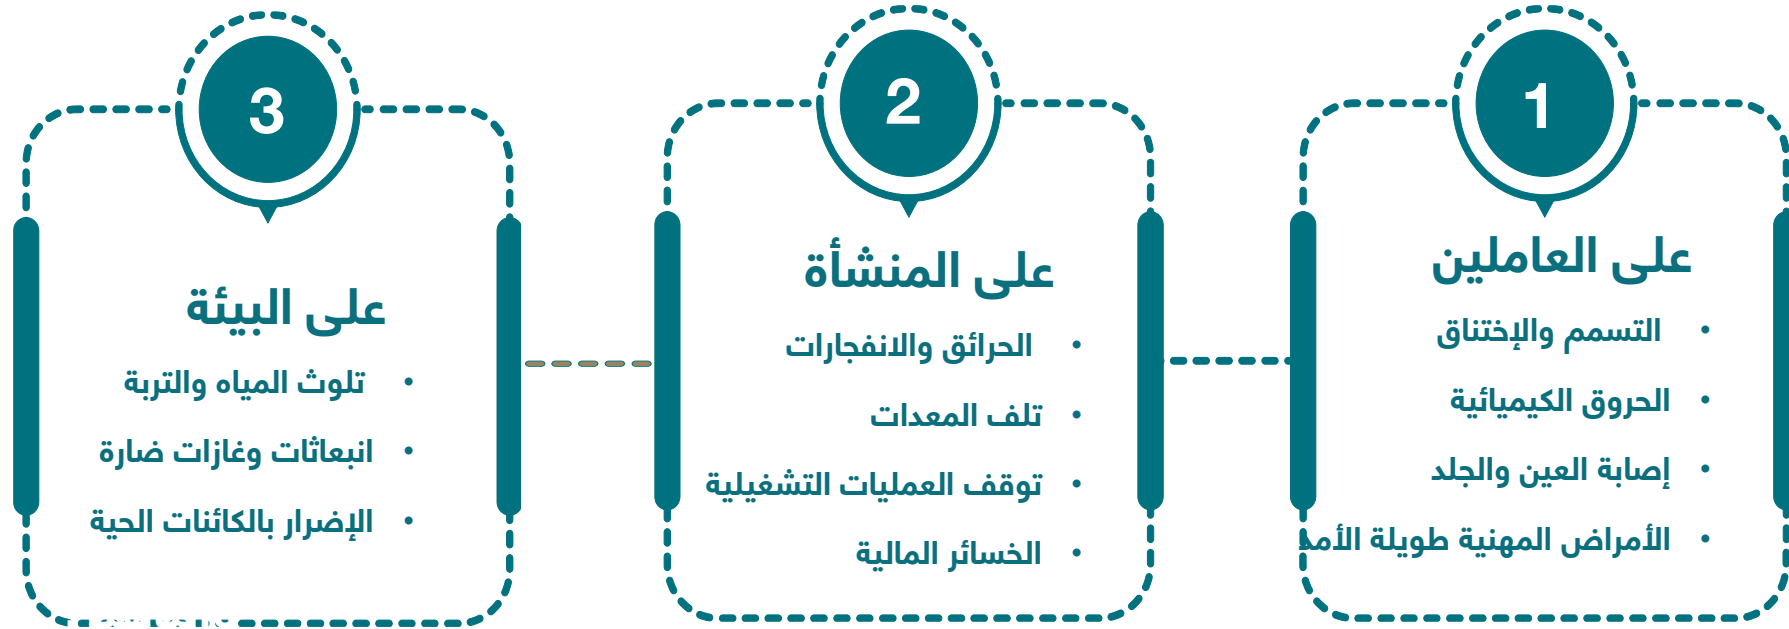 1
على العاملين
• التسمم والإختناق
• الحروق الكيميائية
• إصابة العين والجلد
• الأمراض المهنية طويلة الأمد
2
على المنشأة
• الحرائق والانفجارات
• تلف المعدات
• توقف العمليات التشغيلية
• الخسائر المالية
3
على البيئة
• تلوث المياه والتربة
• انبعاثات وغازات ضارة
• الإضرار بالكائنات الحية